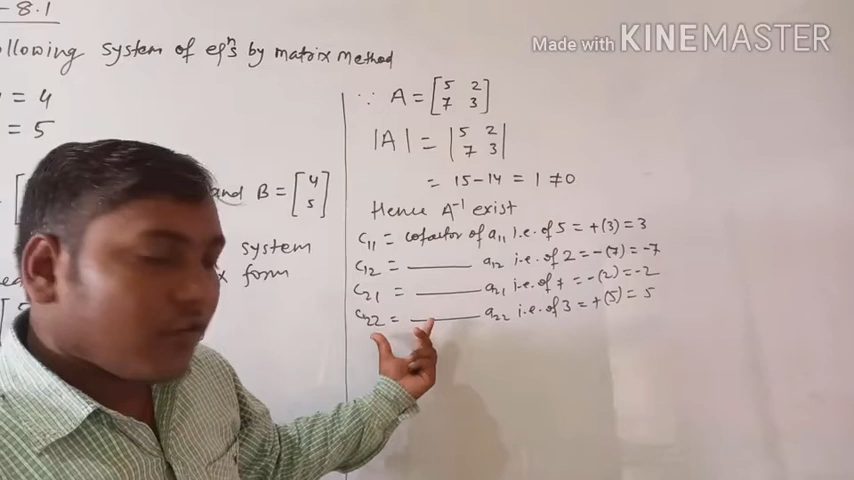 - 8.1
llowing system of eqⁿs by matrix method
= 4
= 5
and B = [4 5]
system
form
∵ A = [5 2 7 3]
|A| = |5 2 7 3|
= 15-14 = 1 ≠0
Hence A⁻¹ exist
C₁₁ = cofactor of a₁₁ i.e. of 5 = +(3) = 3
C₁₂ = ______ a₁₂ i.e. of 2 = -(7) = -7
C₂₁ = ______ a₂₁ i.e. of 7 = -(2) = -2
C₂₂ = ______ a₂₂ i.e. of 3 = +(5) = 5
Made with KINEMASTER